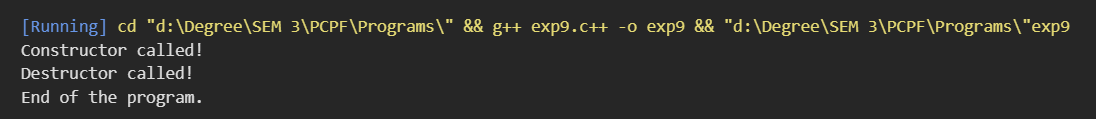 [Running] cd "d:\Degree\SEM 3\PCPF\Programs\" && g++ exp9.c++ -o exp9 && "d:\Degree\SEM 3\PCPF\Programs\"exp9
Constructor called!
Destructor called!
End of the program.